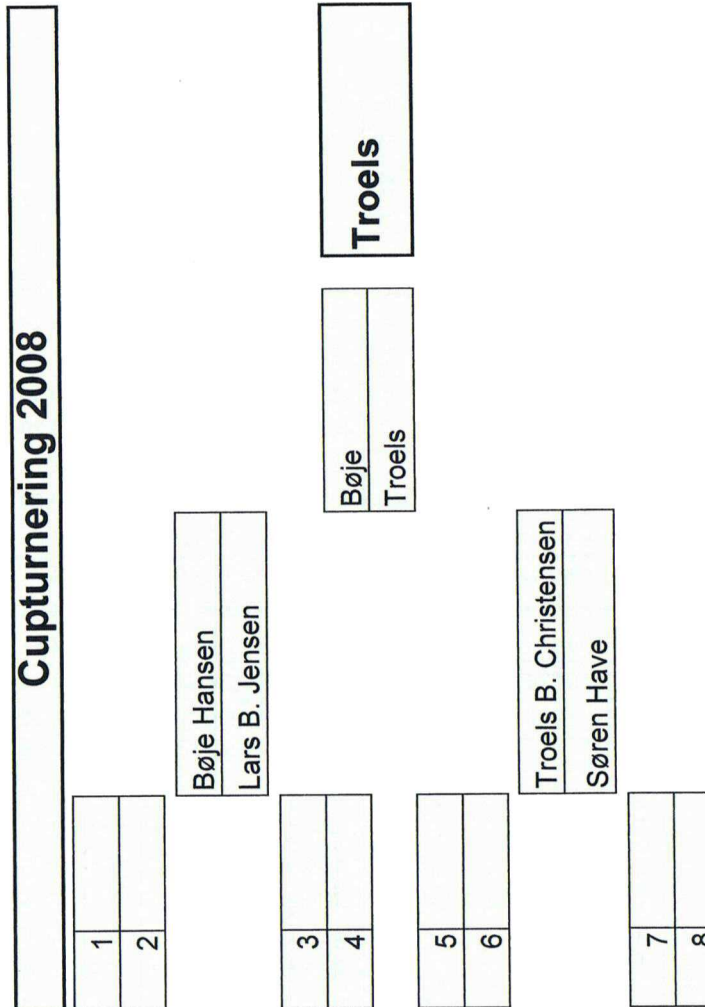 Cupturnering 2008
1
2
Bøje Hansen
Lars B. Jensen
3
4
Bøje
Troels
Troels
5
6
Troels B. Christensen
Søren Have
7
8